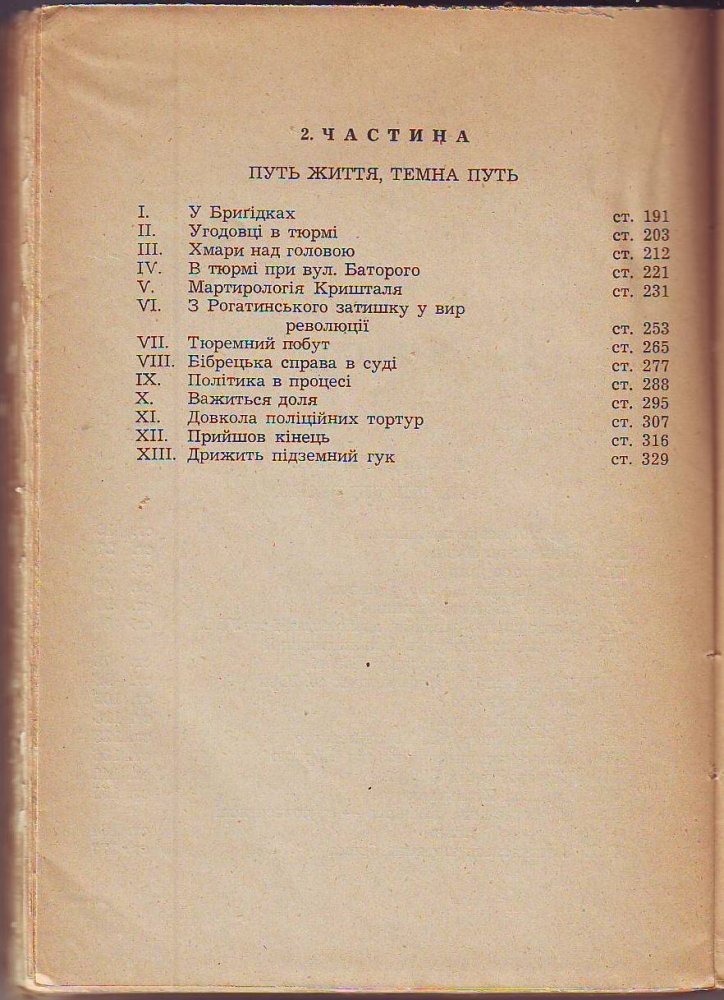 2. ЧАСТИНА
ПУТЬ ЖИТТЯ, ТЕМНА ПУТЬ
I. У Бриґідках ст. 191
II. Угодовці в тюрмі ст. 203
III. Хмари над головою ст. 212
IV. В тюрмі при вул. Баторого ст. 221
V. Мартирологія Кришталя ст. 231
VI. З Рогатинського затишку у вир
революції ст. 253
VII. Тюремний побут ст. 265
VIII. Бібрецька справа в суді ст. 277
IX. Політика в процесі ст. 288
X. Важиться доля ст. 295
XI. Довкола поліційних тортур ст. 307
XII. Прийшов кінець ст. 316
XIII. Дрижить підземний гук ст. 329